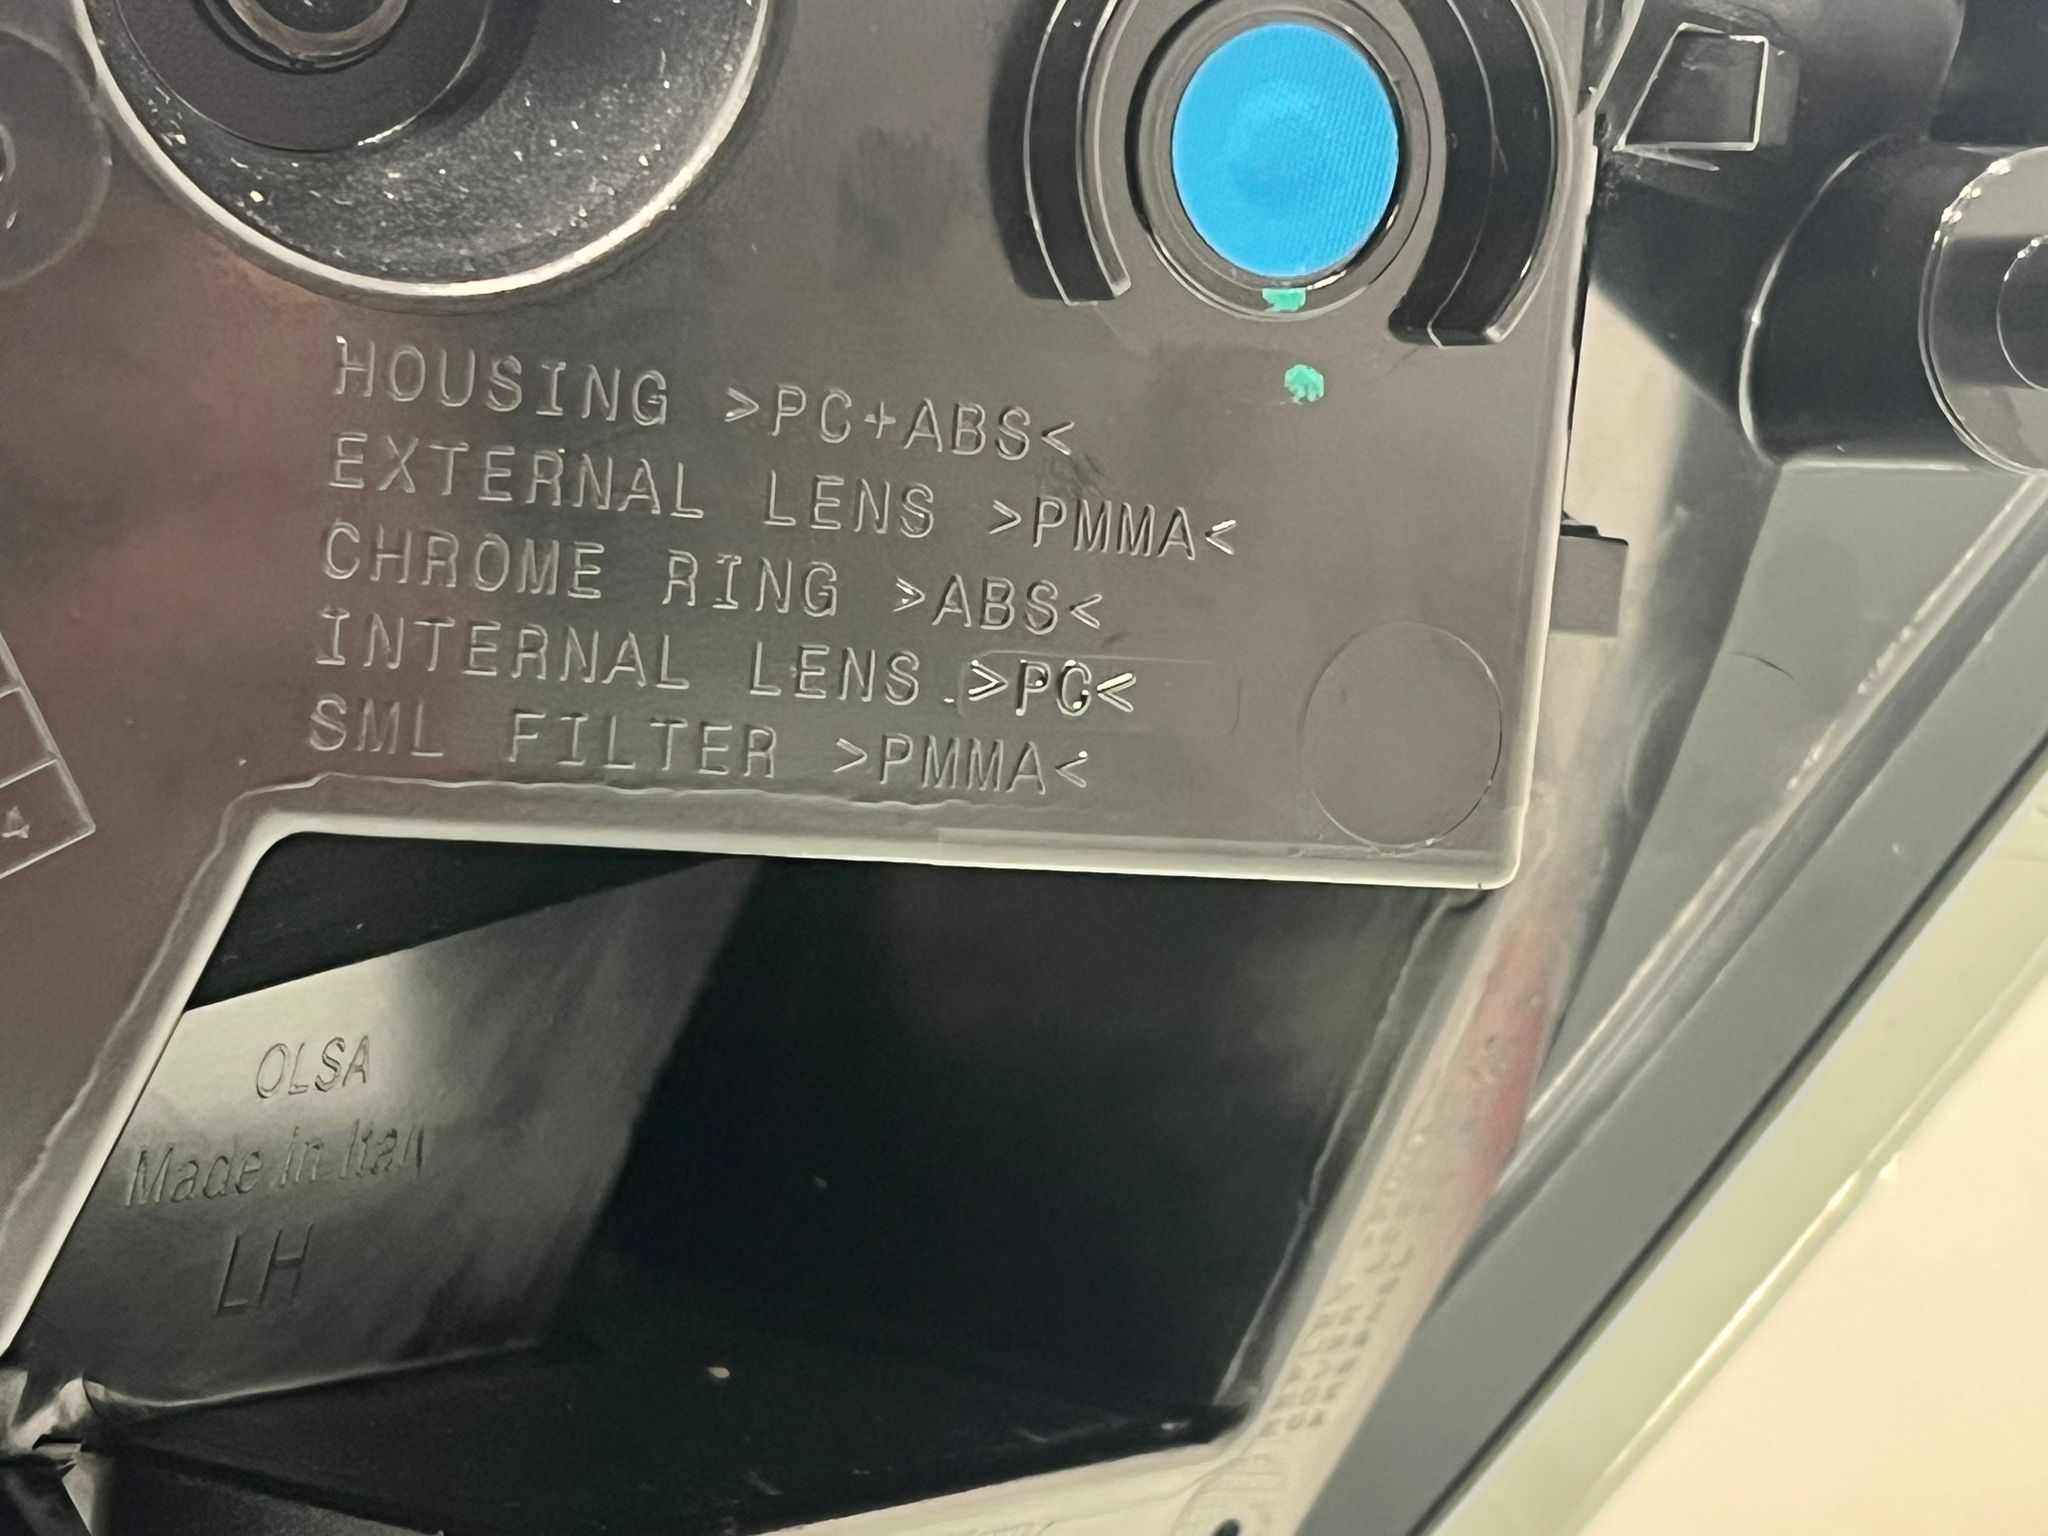 HOUSING >PC+ABS<
EXTERNAL LENS >PMMA<
CHROME RING >ABS<
INTERNAL LENS >PC<
SML FILTER >PMMA<
4
OLSA
Made in Italy
LH